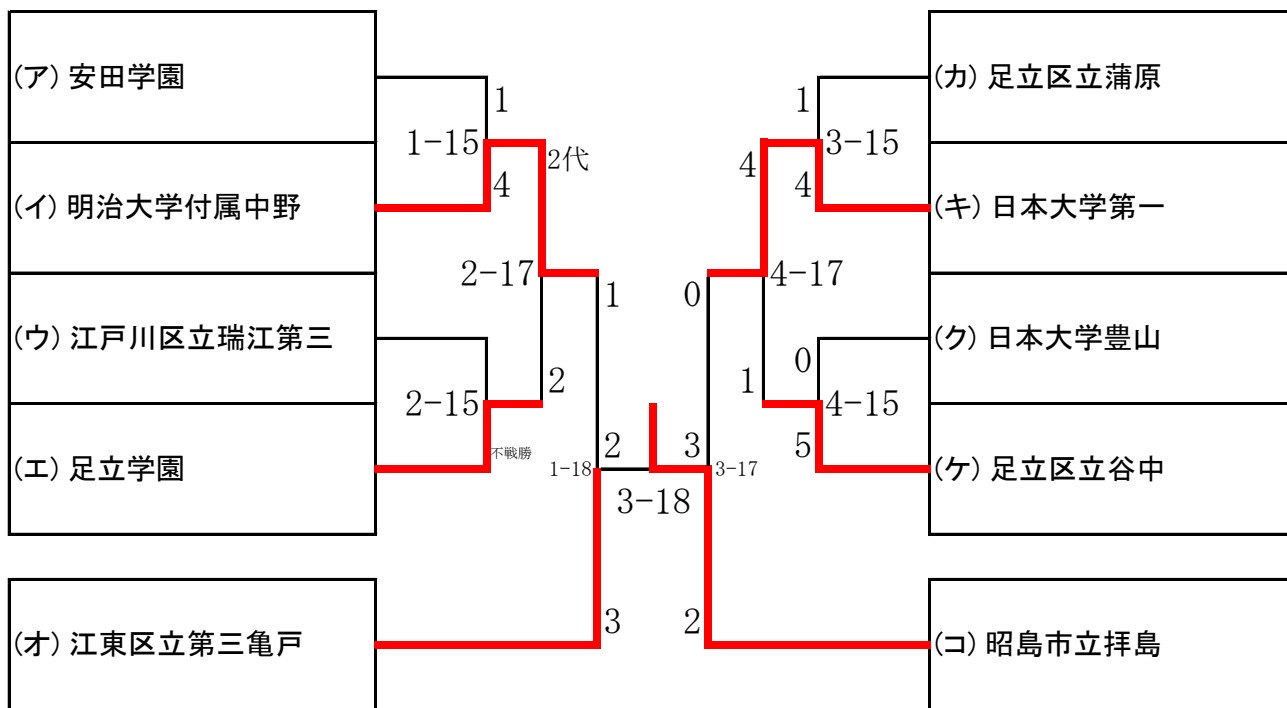 (ア) 安田学園
(イ) 明治大学付属中野
(ウ) 江戸川区立瑞江第三
(エ) 足立学園
(オ) 江東区立第三亀戸
1
1-15
4
2代
2-17
1
2-15
2
不戦勝
1-18
2
3
3-18
0
3
3-17
2
4
4-17
1
1
3-15
4
0
4-15
5
(カ) 足立区立蒲原
(キ) 日本大学第一
(ク) 日本大学豊山
(ケ) 足立区立谷中
(コ) 昭島市立拝島